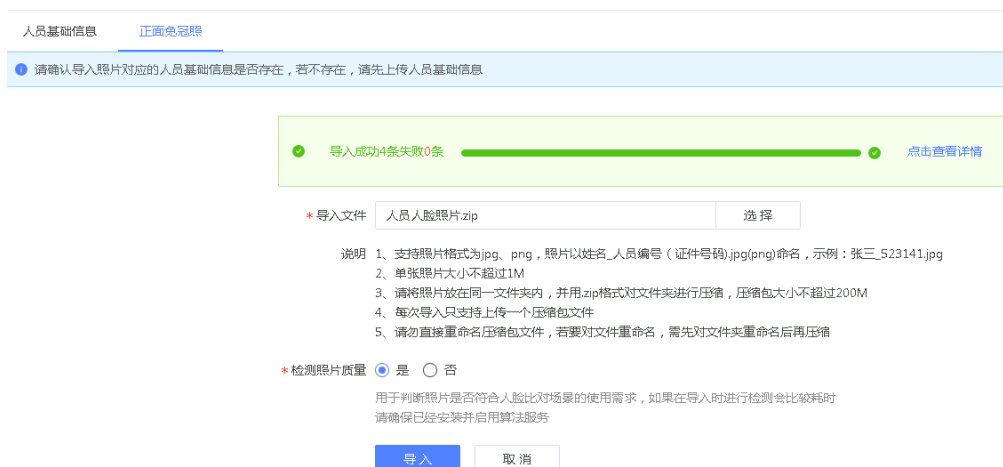 人员基础信息 正面免冠照
请确认导入照片对应的人员基础信息是否存在，若不存在，请先上传人员基础信息
导入成功4条失败0条 点击查看详情
*导入文件 人员人脸照片.zip 选择
说明 1、支持照片格式为jpg、png，照片以姓名_人员编号（证件号码).jpg(png)命名，示例：张三_523141.jpg
2、单张照片大小不超过1M
3、请将照片放在同一文件夹内，并用.zip格式对文件夹进行压缩，压缩包大小不超过200M
4、每次导入只支持上传一个压缩包文件
5、请勿直接重命名压缩包文件，若要对文件重命名，需先对文件夹重命名后再压缩
*检测照片质量 是 否
用于判断照片是否符合人脸比对场景的使用需求，如果在导入时进行检测会比较耗时
请确保已经安装并启用算法服务
导入 取消